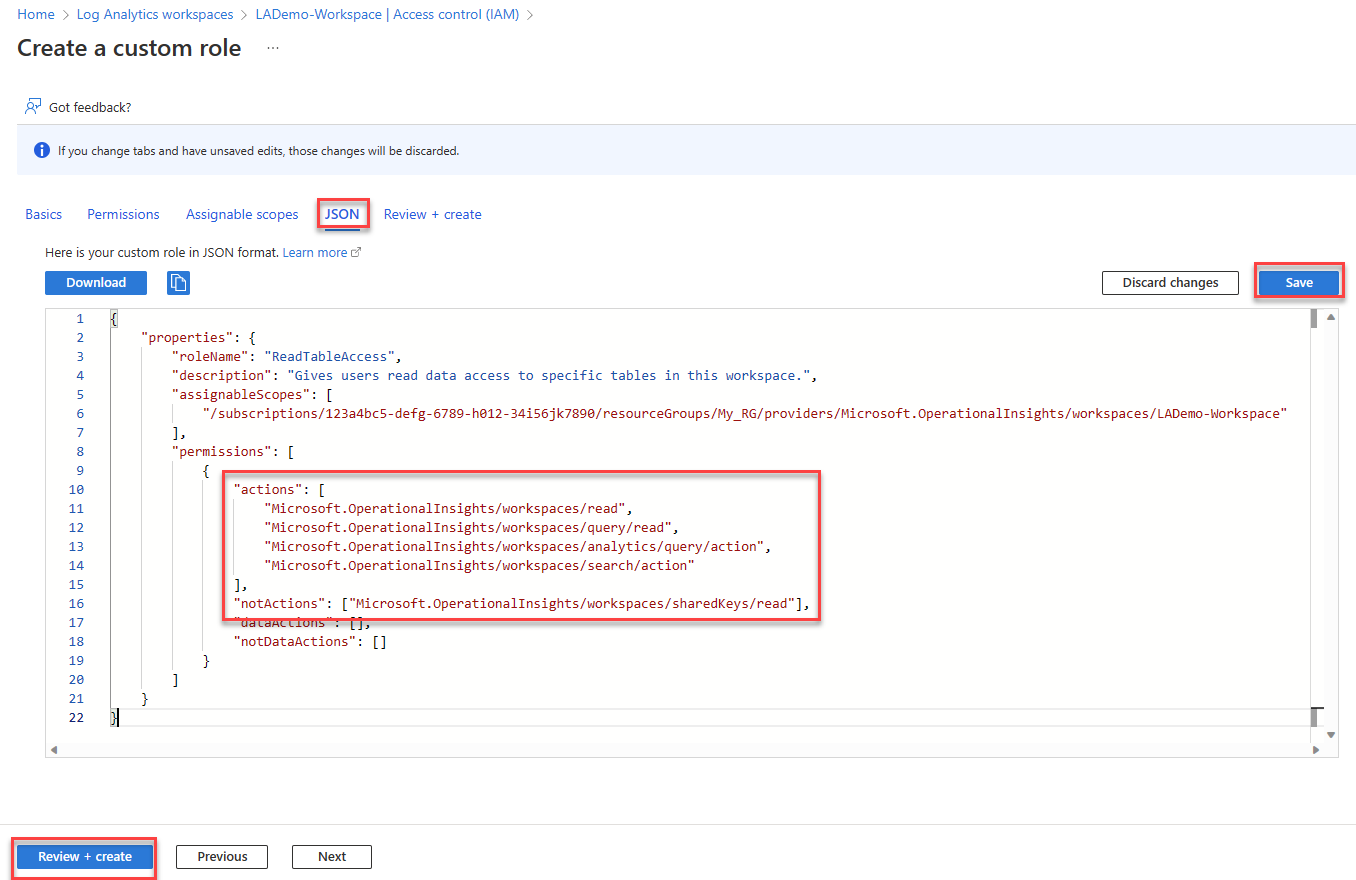 Home > Log Analytics workspaces > LADemo-Workspace | Access control (IAM) >
Create a custom role ...
Got feedback?
If you change tabs and have unsaved edits, those changes will be discarded.
Basics Permissions Assignable scopes JSON Review + create
Here is your custom role in JSON format. Learn more
Download Discard changes Save
1 {
2 "properties": {
3 "roleName": "ReadTableAccess",
4 "description": "Gives users read data access to specific tables in this workspace.",
5 "assignableScopes": [
6 "/subscriptions/123a4bc5-defg-6789-h012-34i56jk7890/resourceGroups/My_RG/providers/Microsoft.OperationalInsights/workspaces/LADemo-Workspace"
7 ],
8 "permissions": [
9 {
10 "actions": [
11 "Microsoft.OperationalInsights/workspaces/read",
12 "Microsoft.OperationalInsights/workspaces/query/read",
13 "Microsoft.OperationalInsights/workspaces/analytics/query/action",
14 "Microsoft.OperationalInsights/workspaces/search/action"
15 ],
16 "notActions": ["Microsoft.OperationalInsights/workspaces/sharedKeys/read"],
17 "dataActions": [],
18 "notDataActions": []
19 }
20 ]
21 }
22 }
Review + create Previous Next